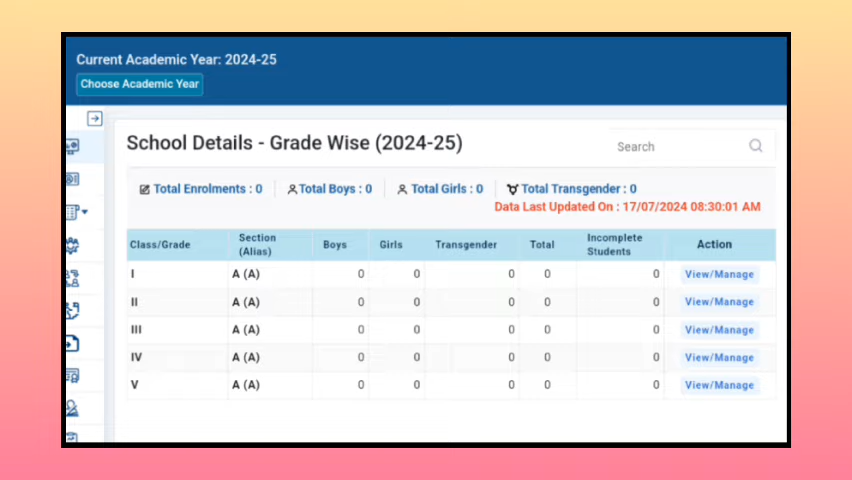 Current Academic Year: 2024-25
Choose Academic Year
School Details - Grade Wise (2024-25)
Search
Total Enrolments : 0 Total Boys : 0 Total Girls : 0 Total Transgender : 0
Data Last Updated On : 17/07/2024 08:30:01 AM
Class/Grade Section (Alias) Boys Girls Transgender Total Incomplete Students Action
I A (A) 0 0 0 0 0 View/Manage
II A (A) 0 0 0 0 0 View/Manage
III A (A) 0 0 0 0 0 View/Manage
IV A (A) 0 0 0 0 0 View/Manage
V A (A) 0 0 0 0 0 View/Manage